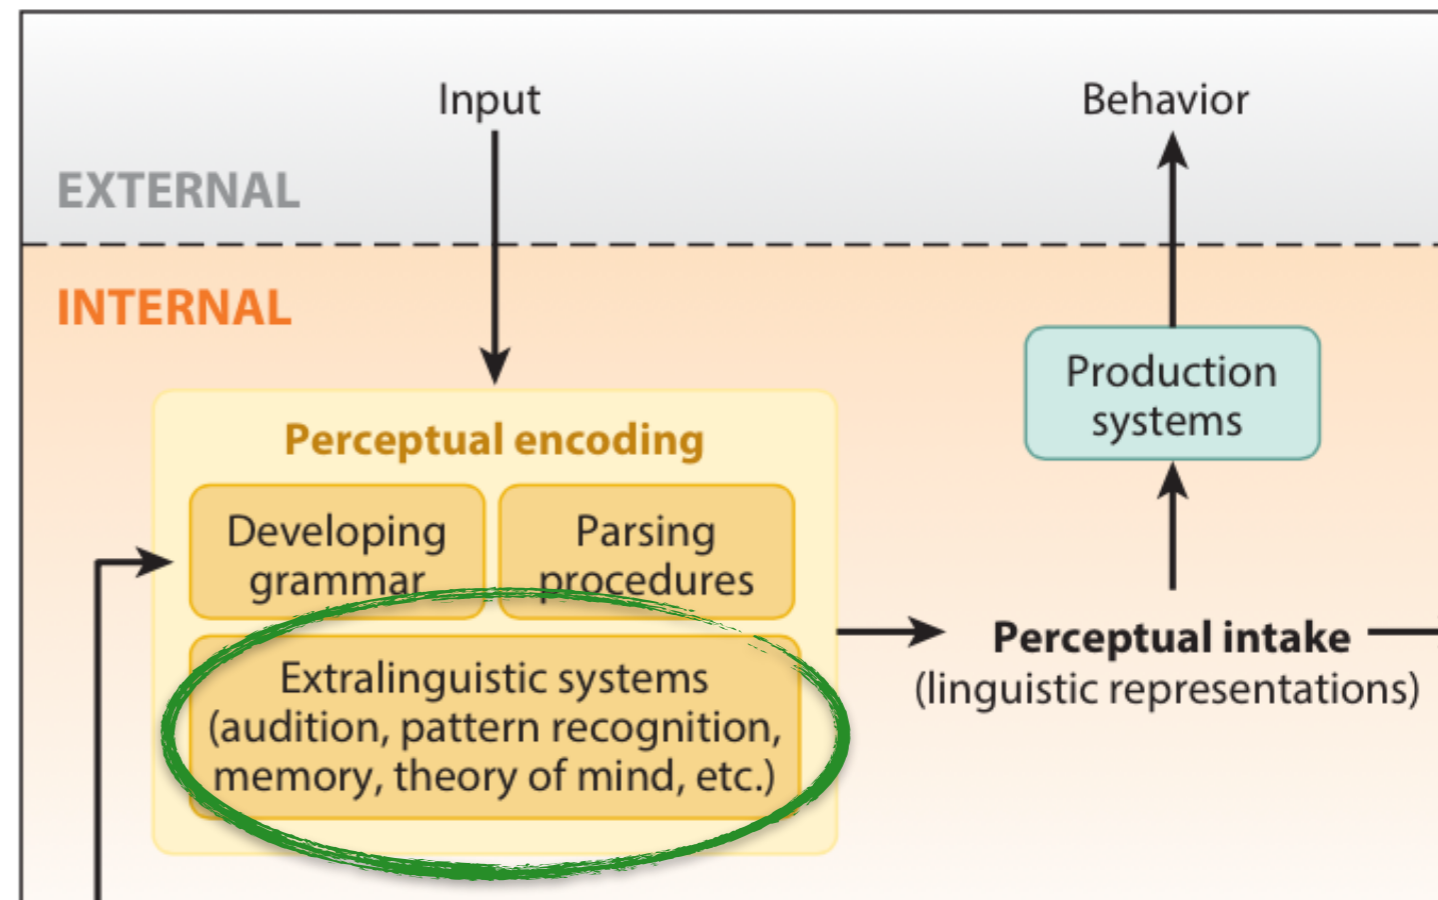 Input
Behavior
EXTERNAL
INTERNAL
Production
systems
Perceptual encoding
Developing
grammar
Parsing
procedures
Extralinguistic systems
(audition, pattern recognition,
memory, theory of mind, etc.)
Perceptual intake
(linguistic representations)